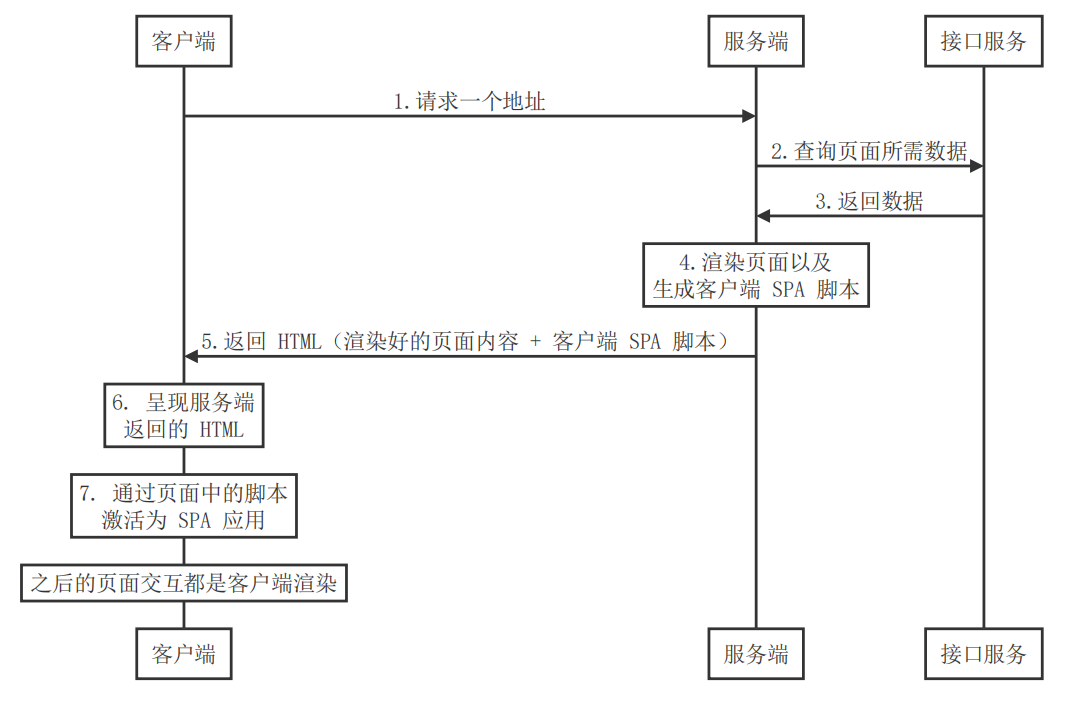 客户端
服务端
接口服务
1.请求一个地址
2.查询页面所需数据
3.返回数据
4.渲染页面以及
生成客户端 SPA 脚本
5.返回 HTML（渲染好的页面内容 + 客户端 SPA 脚本）
6. 呈现服务端
返回的 HTML
7. 通过页面中的脚本
激活为 SPA 应用
之后的页面交互都是客户端渲染
客户端
服务端
接口服务